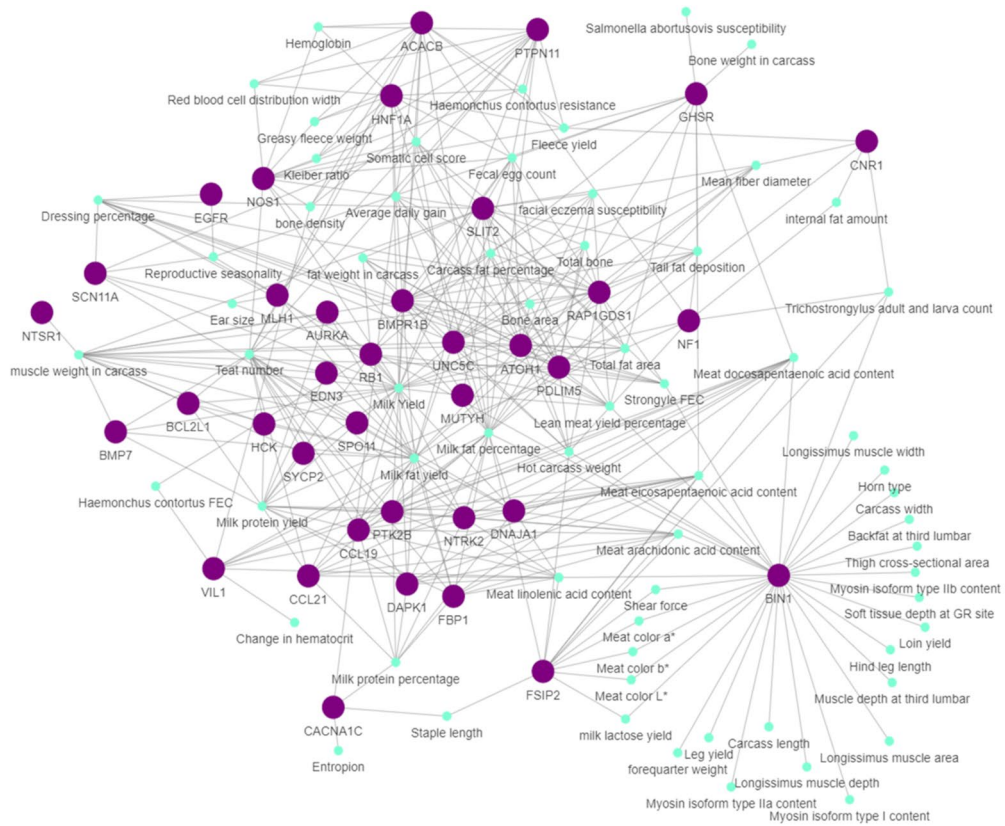 Salmonella abortusovis susceptibility
Hemoglobin
ACACB
PTPN11
Bone weight in carcass
Red blood cell distribution width
HNF1A
Haemonchus contortus resistance
GHSR
Greasy fleece weight
Fleece yield
Somatic cell score
CNR1
Kleiber ratio
Fecal egg count
Mean fiber diameter
NOS1
Dressing percentage
EGFR
bone density
Average daily gain
SLIT2
facial eczema susceptibility
internal fat amount
Reproductive seasonality
fat weight in carcass
Carcass fat percentage
Total bone
Tail fat deposition
SCN11A
Ear size
MLH1
BMPR1B
Bone area
RAP1GDS1
Trichostrongylus adult and larva count
NTSR1
AURKA
NF1
muscle weight in carcass
Teat number
RB1
UNC5C
ATOH1
PDLIM5
Total fat area
Meat docosapentaenoic acid content
EDN3
Milk Yield
MUTYH
Strongyle FEC
BCL2L1
Lean meat yield percentage
BMP7
HCK
SPO11
Milk fat percentage
SYCP2
Milk fat yield
Hot carcass weight
Longissimus muscle width
Haemonchus contortus FEC
Meat eicosapentaenoic acid content
Horn type
Milk protein yield
Carcass width
CCL19
PTK2B
NTRK2
DNAJA1
Backfat at third lumbar
Meat arachidonic acid content
Thigh cross-sectional area
VIL1
CCL21
DAPK1
FBP1
Meat linolenic acid content
BIN1
Myosin isoform type IIb content
Shear force
Soft tissue depth at GR site
Change in hematocrit
Meat color a*
Loin yield
Meat color b*
Hind leg length
Milk protein percentage
FSIP2
Meat color L*
Muscle depth at third lumbar
CACNA1C
Staple length
milk lactose yield
Carcass length
Leg yield
Longissimus muscle area
Entropion
forequarter weight
Longissimus muscle depth
Myosin isoform type IIa content
Myosin isoform type I content